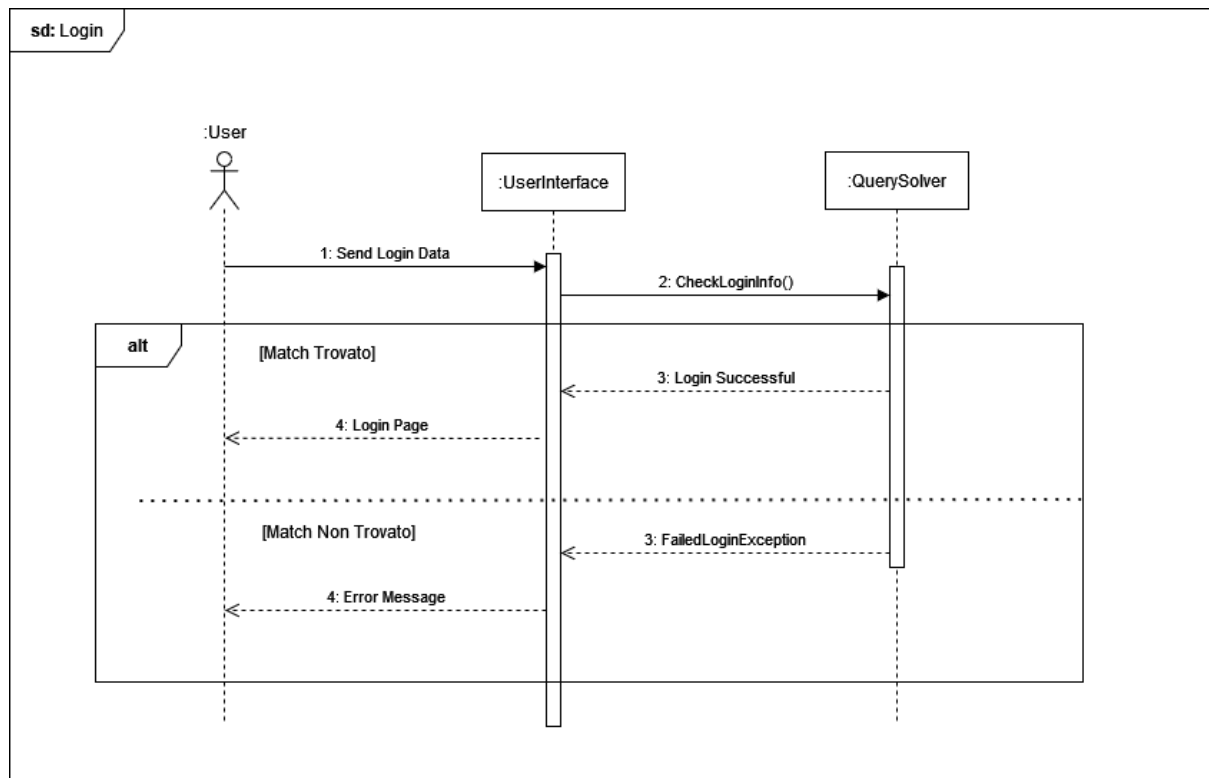 sd: Login
:User
:UserInterface
:QuerySolver
1: Send Login Data
2: CheckLoginInfo()
alt
[Match Trovato]
3: Login Successful
4: Login Page
[Match Non Trovato]
3: FailedLoginException
4: Error Message